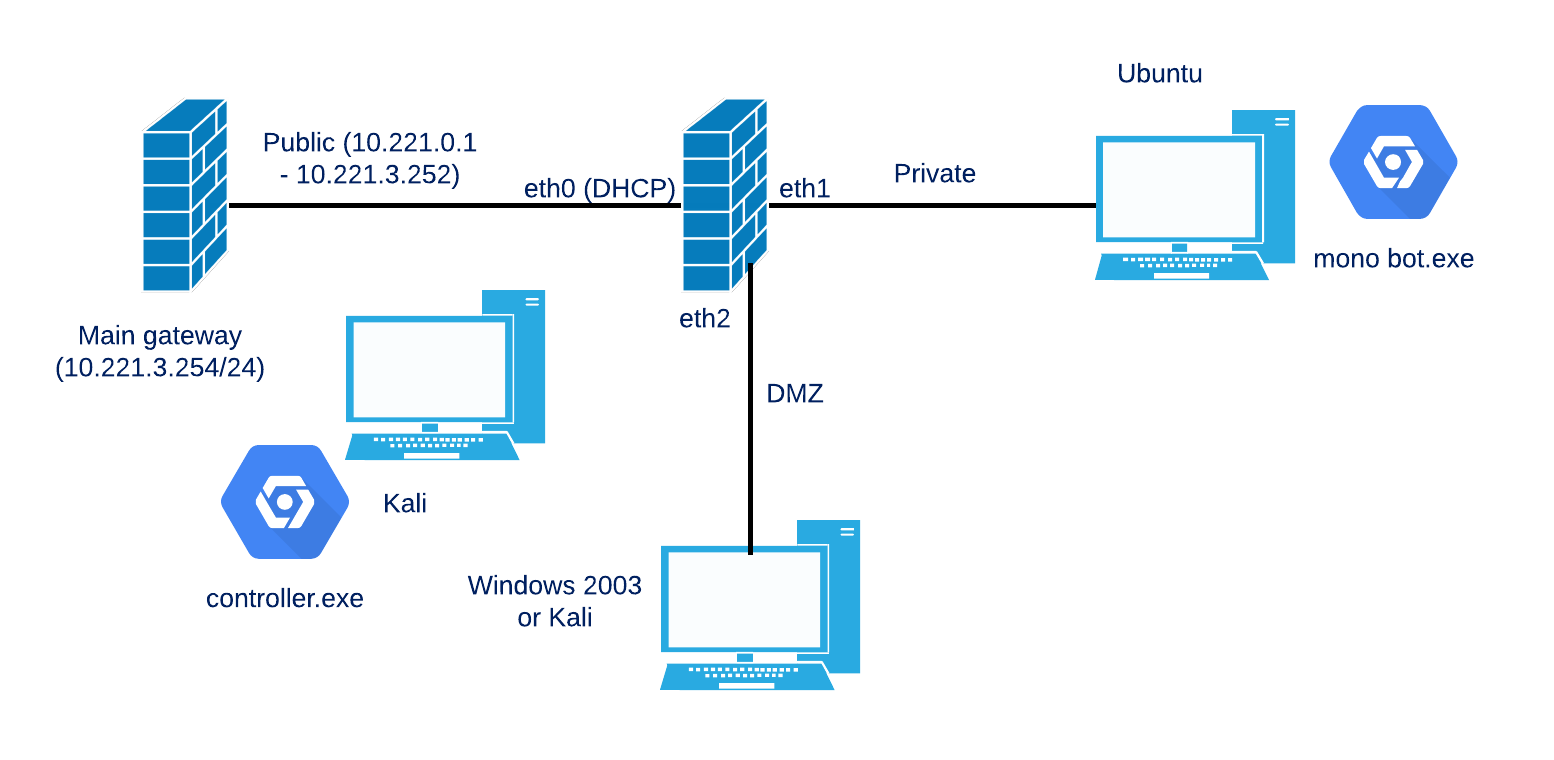 Ubuntu
Public (10.221.0.1
- 10.221.3.252)
eth0 (DHCP)
eth1
Private
mono bot.exe
Main gateway
(10.221.3.254/24)
eth2
DMZ
Kali
controller.exe
Windows 2003
or Kali